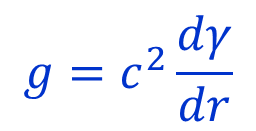 g = c² dγ/dr